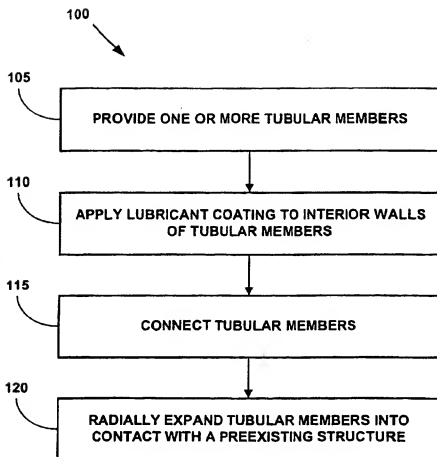 100
105
PROVIDE ONE OR MORE TUBULAR MEMBERS
110
APPLY LUBRICANT COATING TO INTERIOR WALLS
OF TUBULAR MEMBERS
115
CONNECT TUBULAR MEMBERS
120
RADIALLY EXPAND TUBULAR MEMBERS INTO
CONTACT WITH A PREEXISTING STRUCTURE